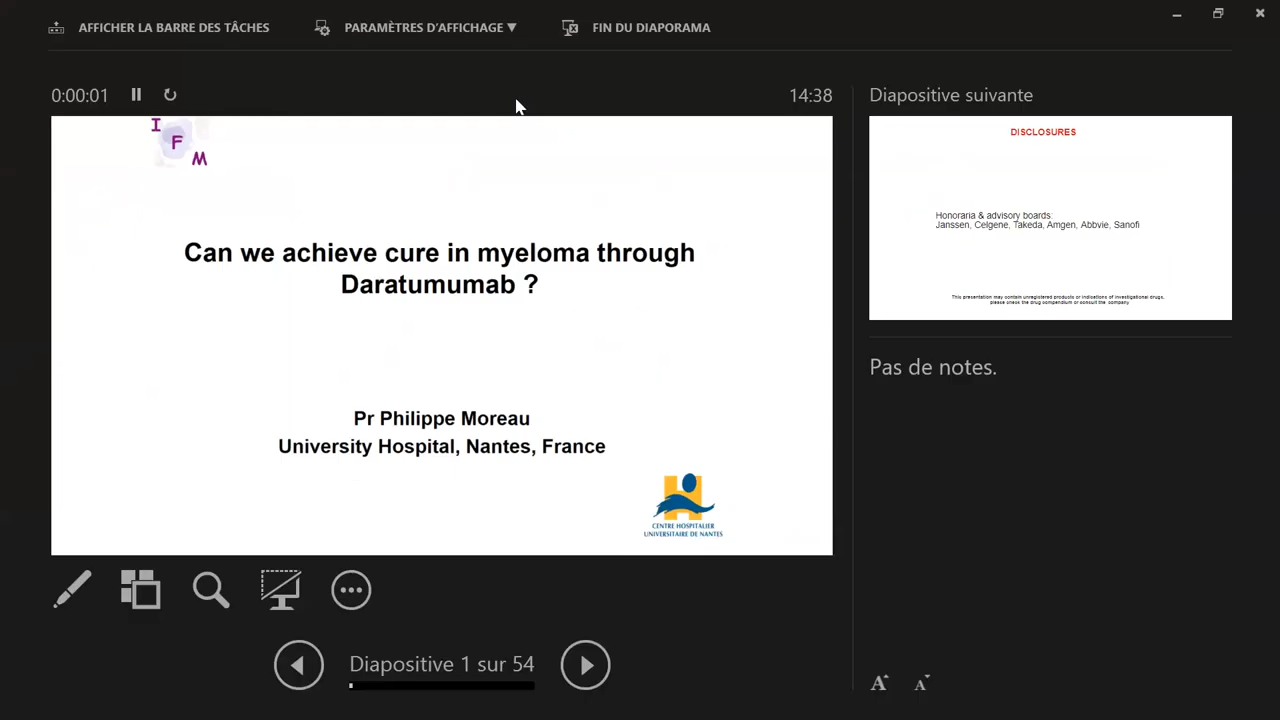 AFFICHER LA BARRE DES TÂCHES
PARAMÈTRES D'AFFICHAGE ▼
FIN DU DIAPORAMA
0:00:01
14:38
I
F
M
Can we achieve cure in myeloma through
Daratumumab ?
Pr Philippe Moreau
University Hospital, Nantes, France
H
CENTRE HOSPITALIER
UNIVERSITAIRE DE NANTES
Diapositive 1 sur 54
Diapositive suivante
DISCLOSURES
Honoraria & advisory boards:
Janssen, Celgene, Takeda, Amgen, Abbvie, Sanofi
This presentation may contain unregistered products or indications of investigational drugs,
please check the drug compendium or consult the company
Pas de notes.
A A